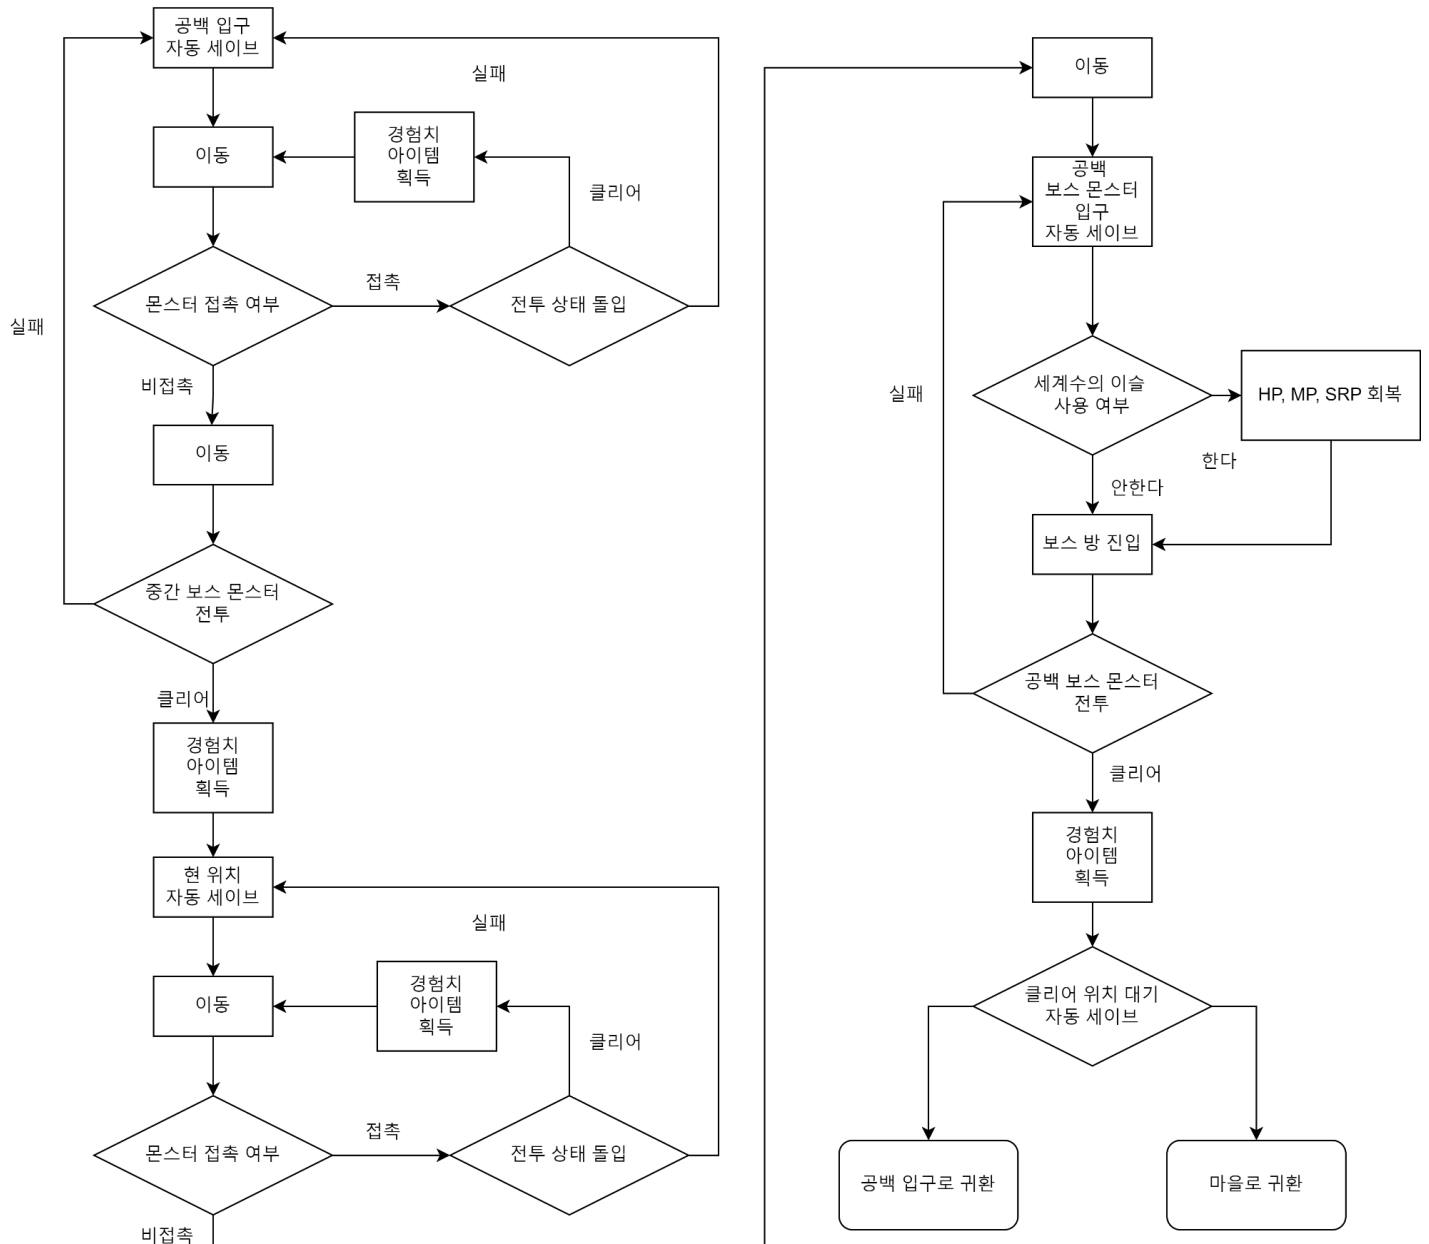 공백 입구
자동 세이브
실패
이동
경험치
아이템
획득
클리어
몬스터 접촉 여부
접촉
전투 상태 돌입
실패
비접촉
이동
중간 보스 몬스터
전투
클리어
경험치
아이템
획득
현 위치
자동 세이브
실패
이동
경험치
아이템
획득
클리어
몬스터 접촉 여부
접촉
전투 상태 돌입
비접촉
이동
공백
보스 몬스터
입구
자동 세이브
실패
세계수의 이슬
사용 여부
HP, MP, SRP 회복
한다
안한다
보스 방 진입
공백 보스 몬스터
전투
클리어
경험치
아이템
획득
클리어 위치 대기
자동 세이브
공백 입구로 귀환
마을로 귀환